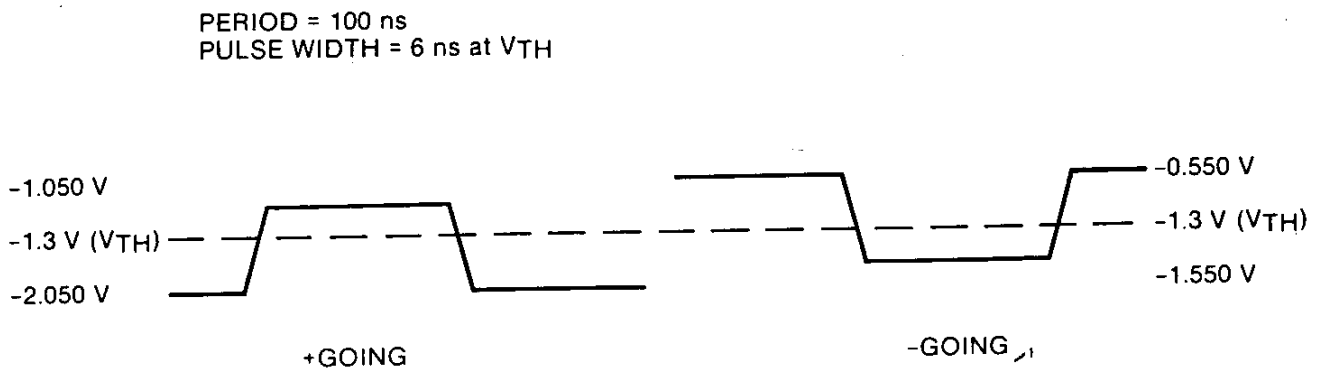 PERIOD = 100 ns
PULSE WIDTH = 6 ns at VTH
-1.050 V
-0.550 V
-1.3 V (VTH)
-1.3 V (VTH)
-2.050 V
-1.550 V
+GOING
-GOING